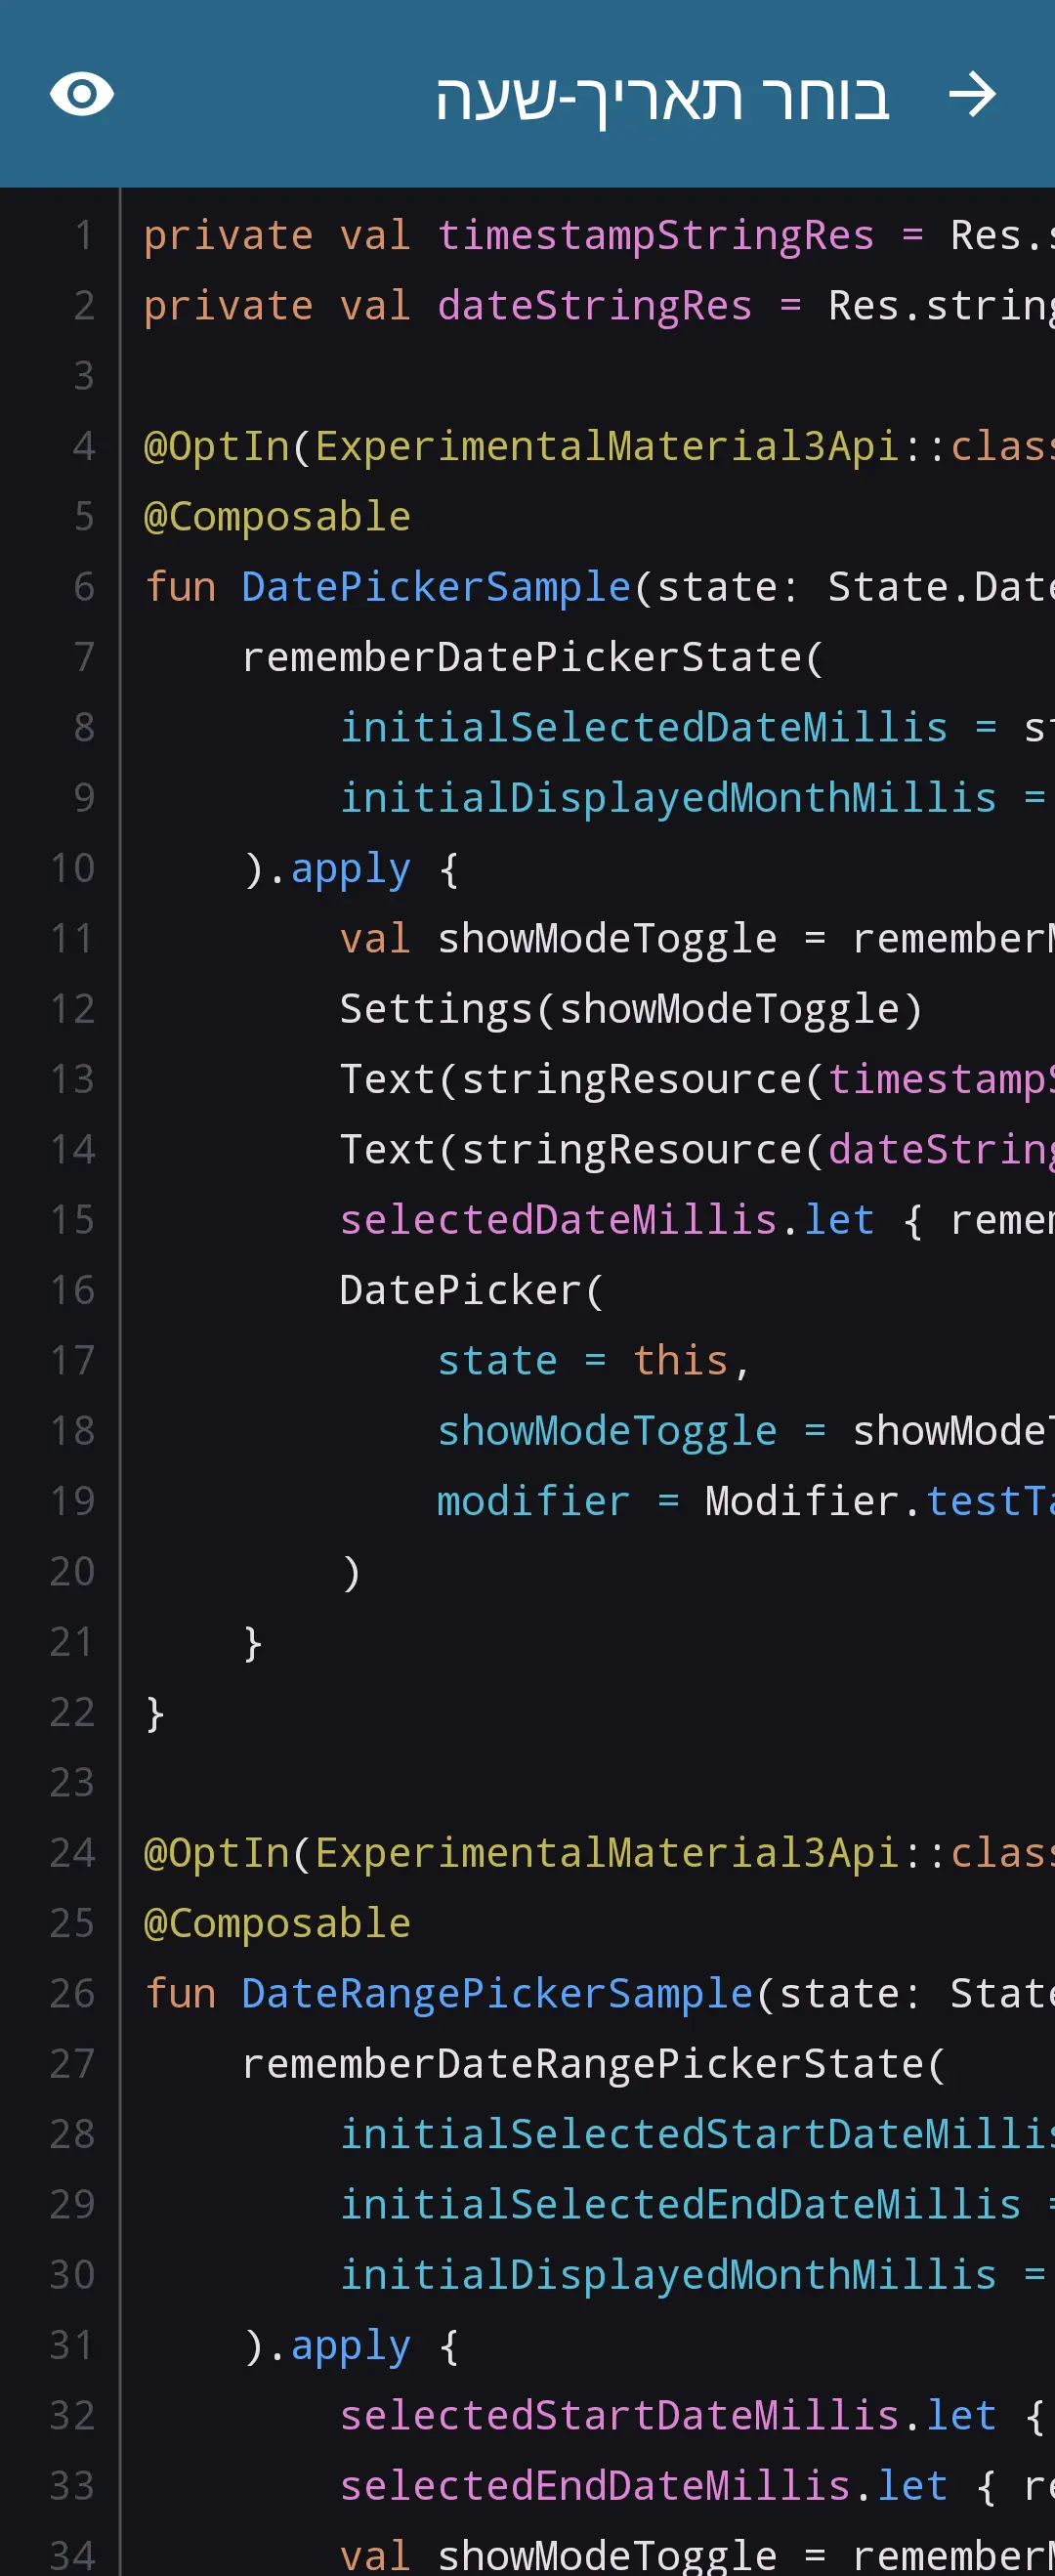 בוחר תאריך-שעה
1 private val timestampStringRes = Res.s
2 private val dateStringRes = Res.string
3
4 @OptIn(ExperimentalMaterial3Api::class
5 @Composable
6 fun DatePickerSample(state: State.Date
7     rememberDatePickerState(
8         initialSelectedDateMillis = st
9         initialDisplayedMonthMillis =
10     ).apply {
11         val showModeToggle = rememberM
12         Settings(showModeToggle)
13         Text(stringResource(timestampS
14         Text(stringResource(dateString
15         selectedDateMillis.let { remem
16         DatePicker(
17             state = this,
18             showModeToggle = showModeT
19             modifier = Modifier.testTa
20         )
21     }
22 }
23
24 @OptIn(ExperimentalMaterial3Api::class
25 @Composable
26 fun DateRangePickerSample(state: State
27     rememberDateRangePickerState(
28         initialSelectedStartDateMillis
29         initialSelectedEndDateMillis =
30         initialDisplayedMonthMillis =
31     ).apply {
32         selectedStartDateMillis.let {
33         selectedEndDateMillis.let { re
34         val showModeToggle = rememberM